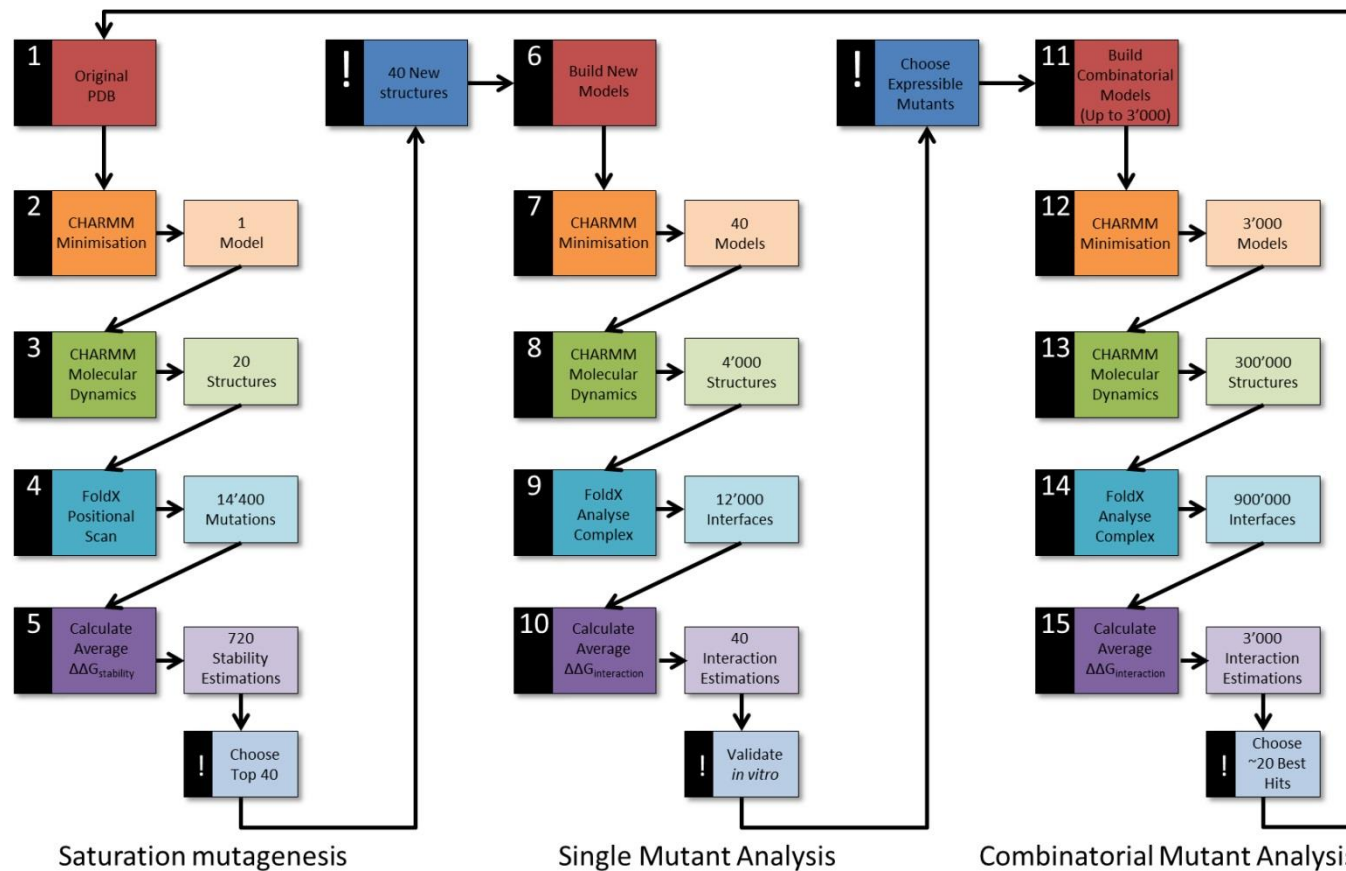 1
Original
PDB
2
CHARMM
Minimisation
1
Model
3
CHARMM
Molecular
Dynamics
20
Structures
4
FoldX
Positional
Scan
14'400
Mutations
5
Calculate
Average
ΔΔGstability
720
Stability
Estimations
!
Choose
Top 40
Saturation mutagenesis
!
40 New
structures
6
Build New
Models
7
CHARMM
Minimisation
40
Models
8
CHARMM
Molecular
Dynamics
4'000
Structures
9
FoldX
Analyse
Complex
12'000
Interfaces
10
Calculate
Average
ΔΔGinteraction
40
Interaction
Estimations
!
Validate
in vitro
Single Mutant Analysis
!
Choose
Expressible
Mutants
11
Build
Combinatorial
Models
(Up to 3'000)
12
CHARMM
Minimisation
3'000
Models
13
CHARMM
Molecular
Dynamics
300'000
Structures
14
FoldX
Analyse
Complex
900'000
Interfaces
15
Calculate
Average
ΔΔGinteraction
3'000
Interaction
Estimations
!
Choose
~20 Best
Hits
Combinatorial Mutant Analysis